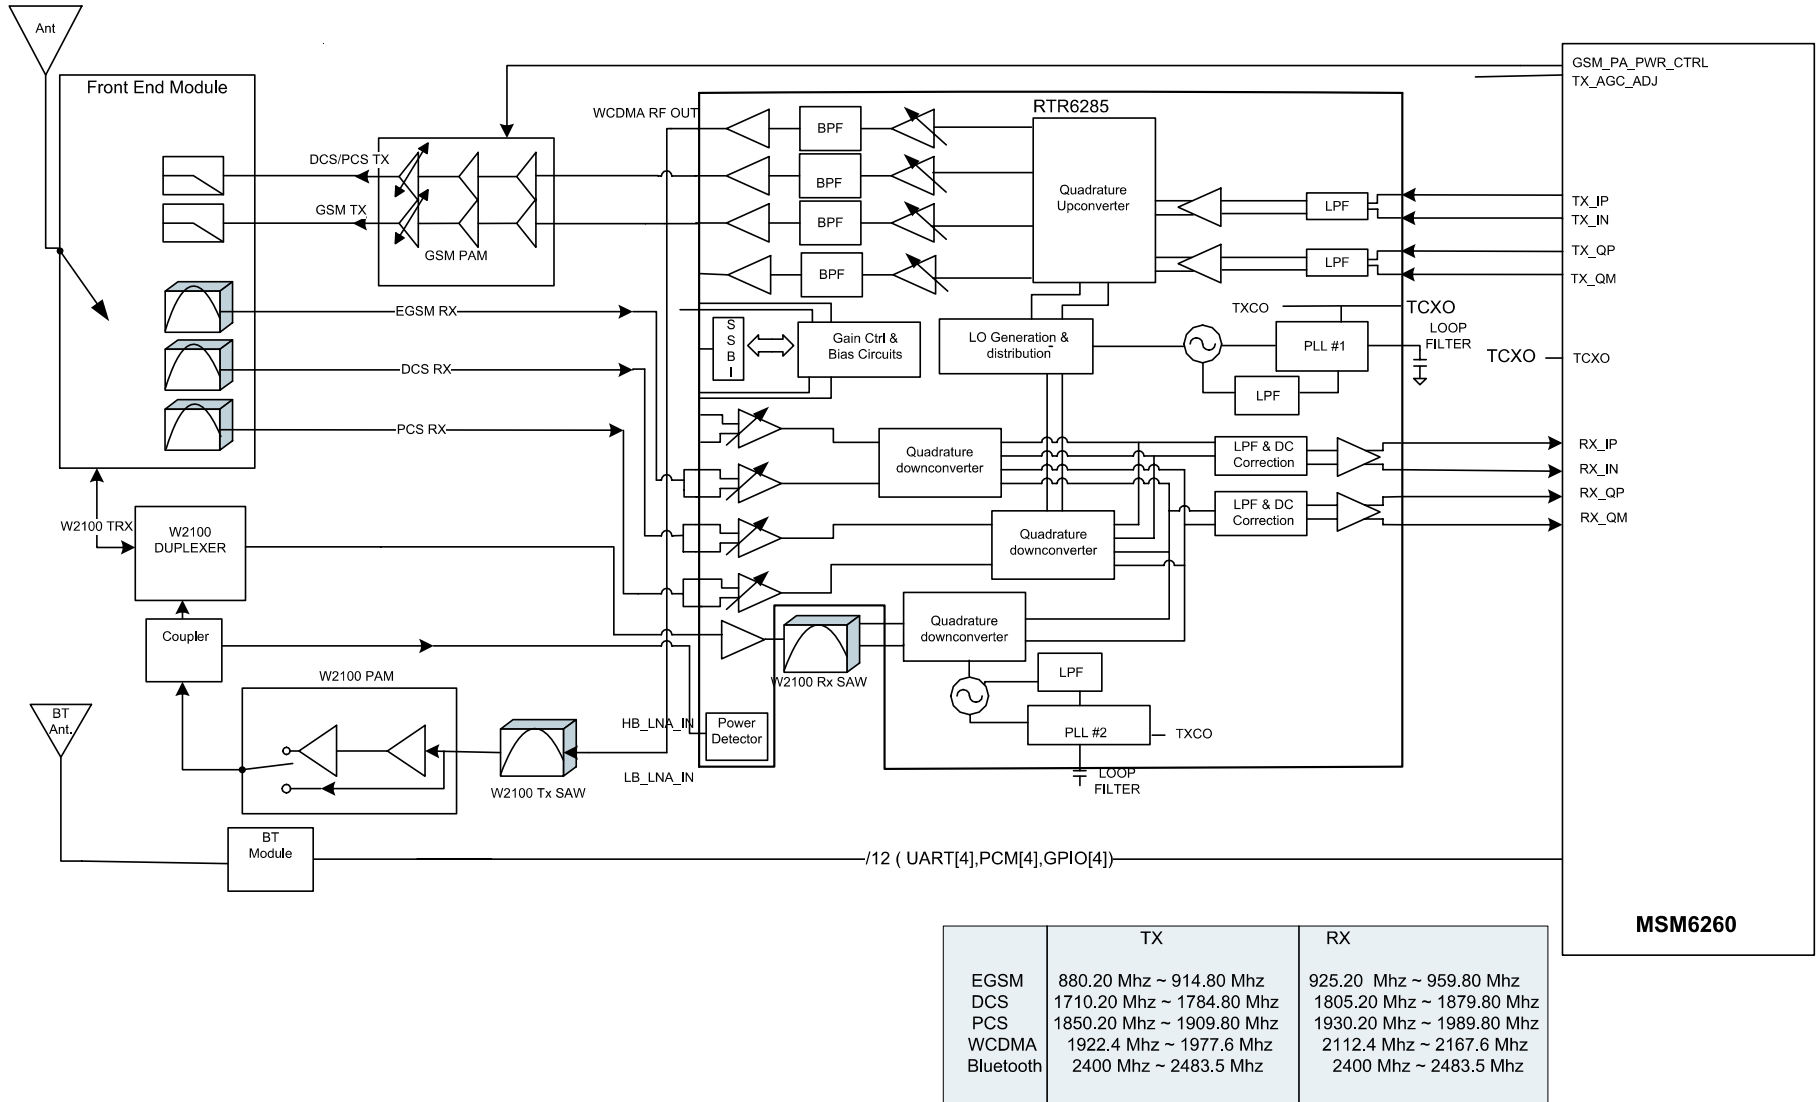 Ant
Front End Module
GSM_PA_PWR_CTRL
TX_AGC_ADJ
RTR6285
WCDMA RF OUT
BPF
DCS/PCS TX
BPF
Quadrature
Upconverter
GSM TX
BPF
GSM PAM
BPF
LPF
TX_IP
TX_IN
LPF
TX_QP
TX_QM
EGSM RX
S
S
B
I
Gain Ctrl &
Bias Circuits
LO Generation &
distribution
TXCO
TCXO
LOOP
FILTER
PLL #1
TCXO
TCXO
DCS RX
LPF
PCS RX
Quadrature
downconverter
LPF & DC
Correction
RX_IP
RX_IN
LPF & DC
Correction
RX_QP
RX_QM
W2100 TRX
W2100
DUPLEXER
Quadrature
downconverter
Coupler
Quadrature
downconverter
W2100 PAM
W2100 Rx SAW
LPF
BT
Ant.
HB_LNA_IN
Power
Detector
PLL #2
TXCO
LB_LNA_IN
W2100 Tx SAW
LOOP
FILTER
BT
Module
/12 ( UART[4],PCM[4],GPIO[4])
MSM6260
TX RX
EGSM 880.20 Mhz ~ 914.80 Mhz 925.20 Mhz ~ 959.80 Mhz
DCS 1710.20 Mhz ~ 1784.80 Mhz 1805.20 Mhz ~ 1879.80 Mhz
PCS 1850.20 Mhz ~ 1909.80 Mhz 1930.20 Mhz ~ 1989.80 Mhz
WCDMA 1922.4 Mhz ~ 1977.6 Mhz 2112.4 Mhz ~ 2167.6 Mhz
Bluetooth 2400 Mhz ~ 2483.5 Mhz 2400 Mhz ~ 2483.5 Mhz